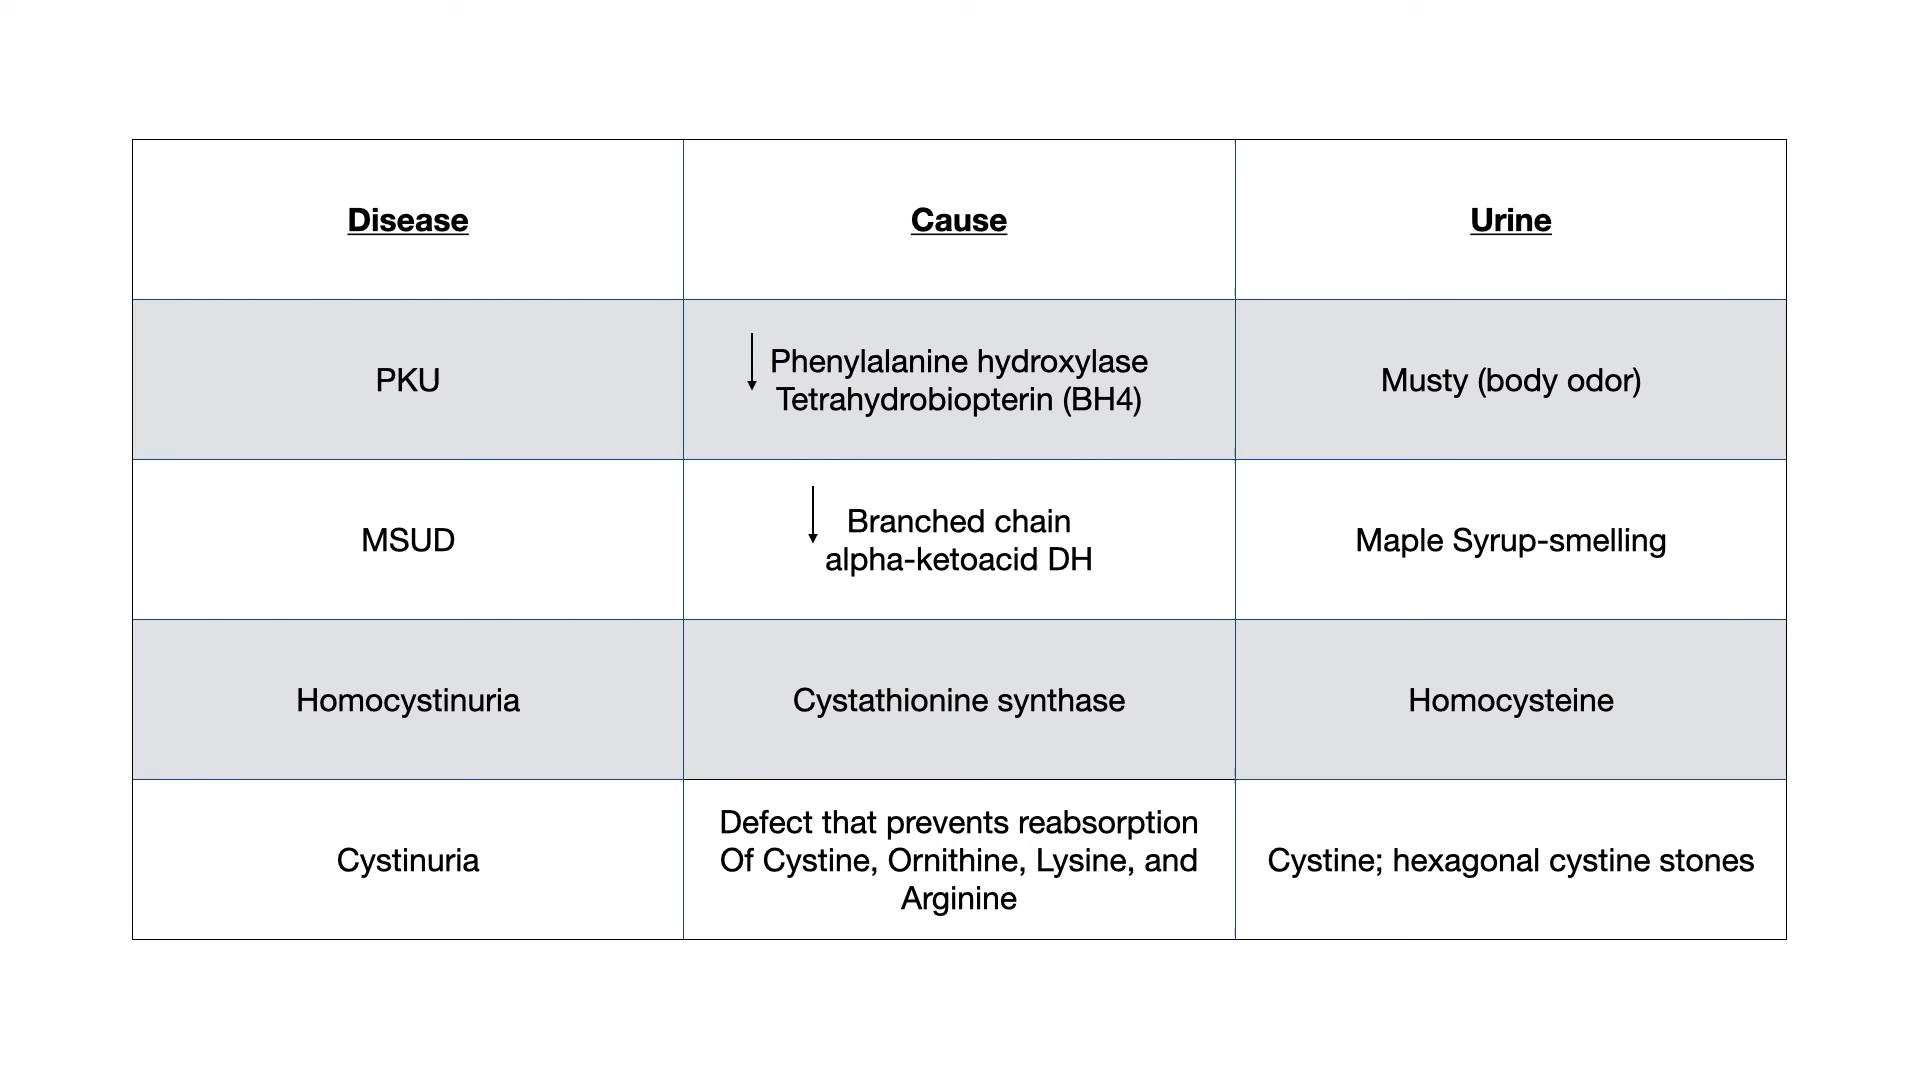 Disease
Cause
Urine
PKU
Phenylalanine hydroxylase
Tetrahydrobiopterin (BH4)
Musty (body odor)
MSUD
Branched chain
alpha-ketoacid DH
Maple Syrup-smelling
Homocystinuria
Cystathionine synthase
Homocysteine
Cystinuria
Defect that prevents reabsorption
Of Cystine, Ornithine, Lysine, and
Arginine
Cystine; hexagonal cystine stones